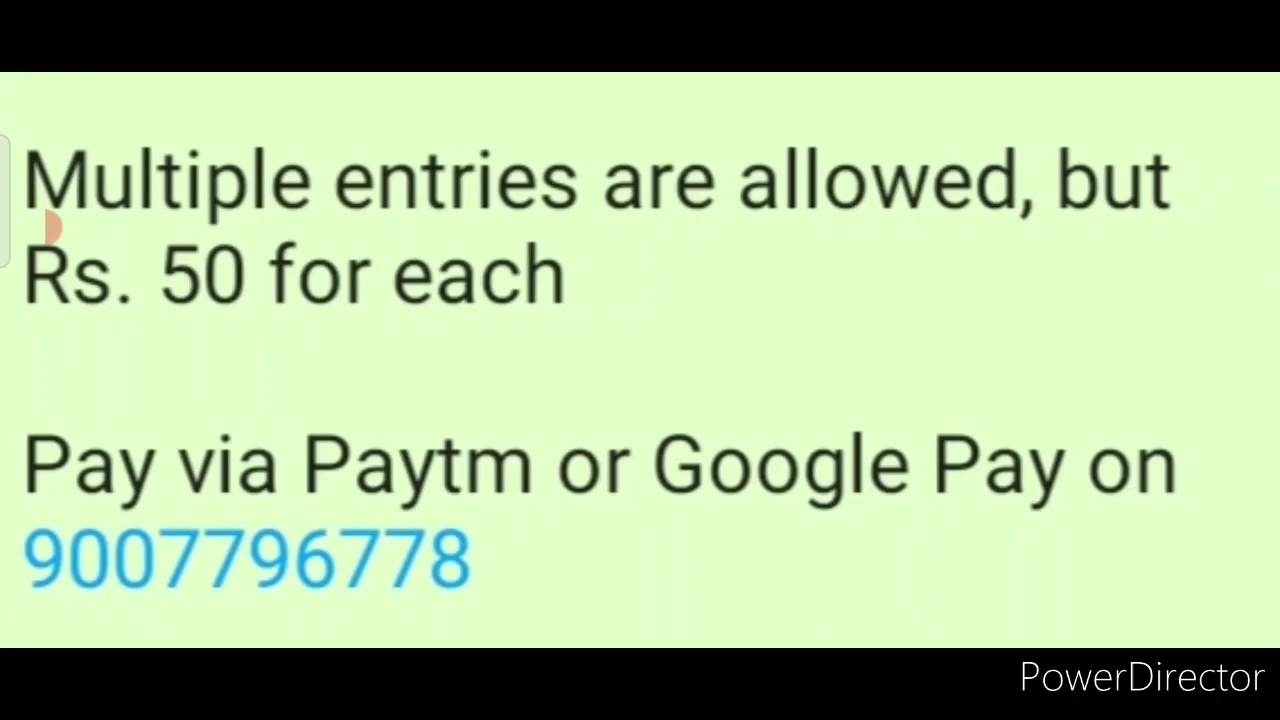 Multiple entries are allowed, but
Rs. 50 for each
Pay via Paytm or Google Pay on
9007796778
PowerDirector